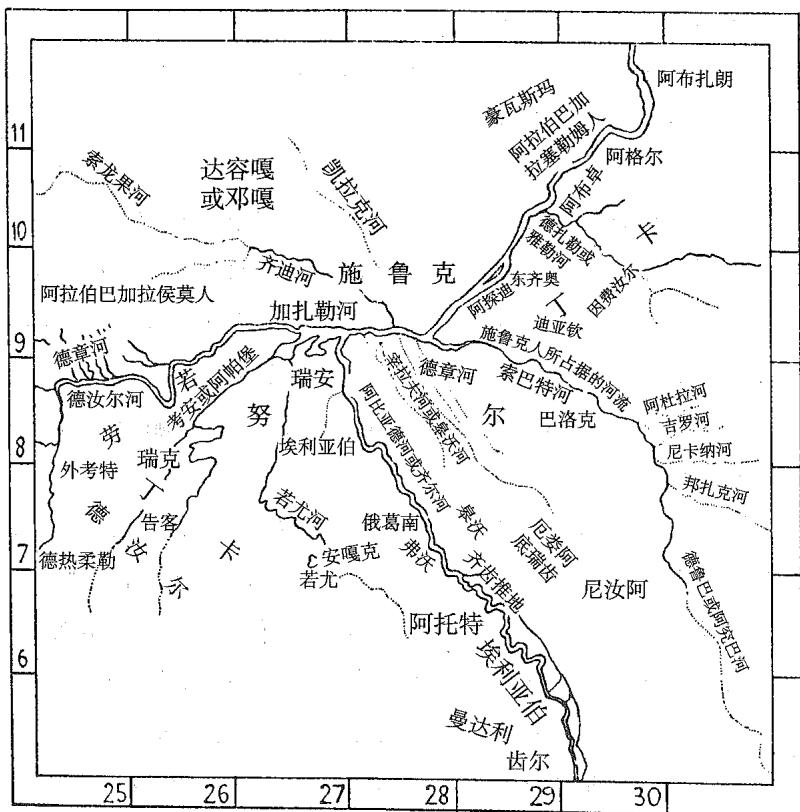 阿布扎朗
豪瓦斯玛
阿拉伯巴加
拉塞勒姆人
11
阿格尔
索龙果河
达容嘎
或邓嘎
凯拉克河
阿布卓
德扎勒或
雅勒河
卡
10
齐迪河
施鲁克
东齐奥
因费汝尔
阿拉伯巴加拉侯莫人
加扎勒河
阿探迪
丁
迪亚钦
施鲁克人所占据的河流
9
德章河
若
考安或阿帕堡
瑞安
宰拉夫河或皋沃河
德章河
索巴特河
德汝尔河
努
阿比亚德河或齐尔河
尔
巴洛克
阿杜拉河
吉罗河
劳
埃利亚伯
尼卡纳河
8
外考特
瑞克
丁
邦扎克河
德
告客
若尤河
俄葛南
皋沃
厄娄阿
底瑞齿
汝
卡
弗沃
7
德热柔勒
安嘎克
齐齿推地
德鲁巴或阿究巴河
尔
若尤
尼汝阿
阿托特
6
埃利亚伯
曼达利
齿尔
25
26
27
28
29
30